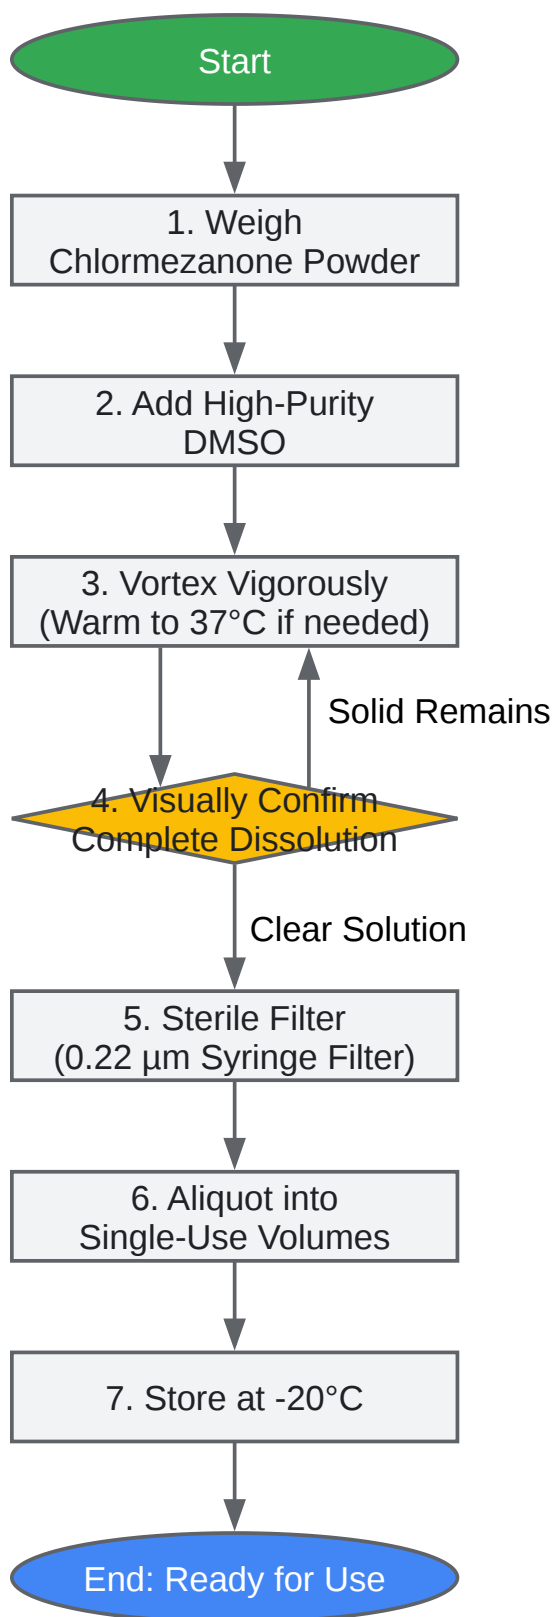 Start
1. Weigh
Chlormezanone Powder
2. Add High-Purity
DMSO
3. Vortex Vigorously
(Warm to 37°C if needed)
Solid Remains
4. Visually Confirm
Complete Dissolution
Clear Solution
5. Sterile Filter
(0.22 µm Syringe Filter)
6. Aliquot into
Single-Use Volumes
7. Store at -20°C
End: Ready for Use